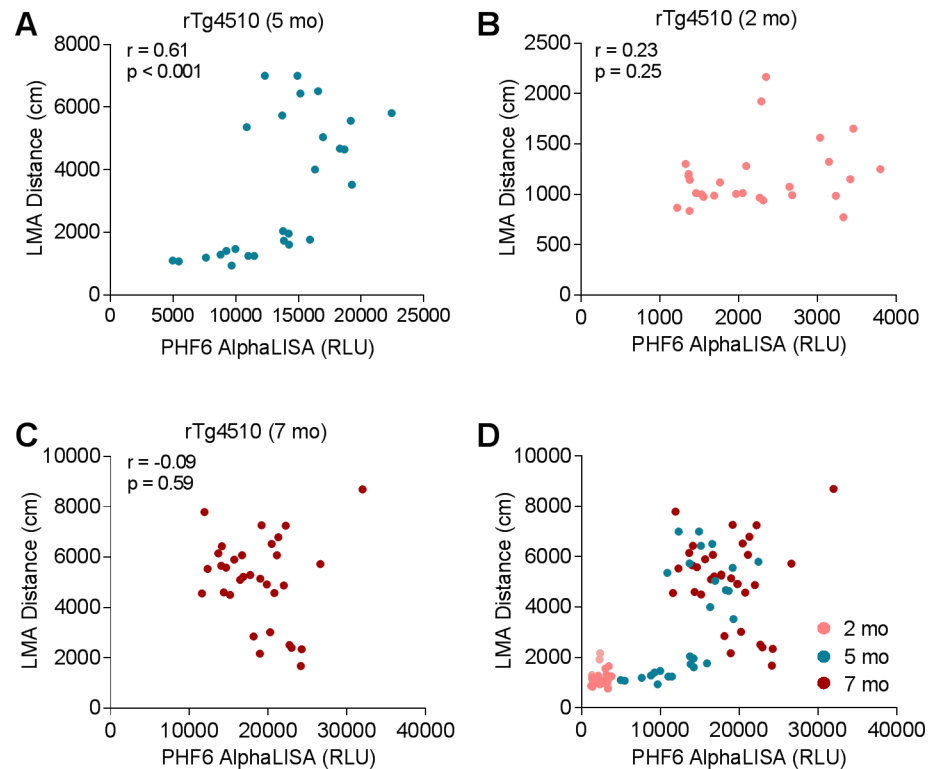 A
rTg4510 (5 mo)
r = 0.61
p < 0.001
8000
6000
4000
2000
0
LMA Distance (cm)
0
5000
10000
15000
20000
25000
PHF6 AlphaLISA (RLU)
B
rTg4510 (2 mo)
r = 0.23
p = 0.25
2500
2000
1500
1000
500
0
LMA Distance (cm)
0
1000
2000
3000
4000
PHF6 AlphaLISA (RLU)
C
rTg4510 (7 mo)
r = -0.09
p = 0.59
10000
8000
6000
4000
2000
0
LMA Distance (cm)
0
10000
20000
30000
40000
PHF6 AlphaLISA (RLU)
D
10000
8000
6000
4000
2000
0
LMA Distance (cm)
2 mo
5 mo
7 mo
0
10000
20000
30000
40000
PHF6 AlphaLISA (RLU)